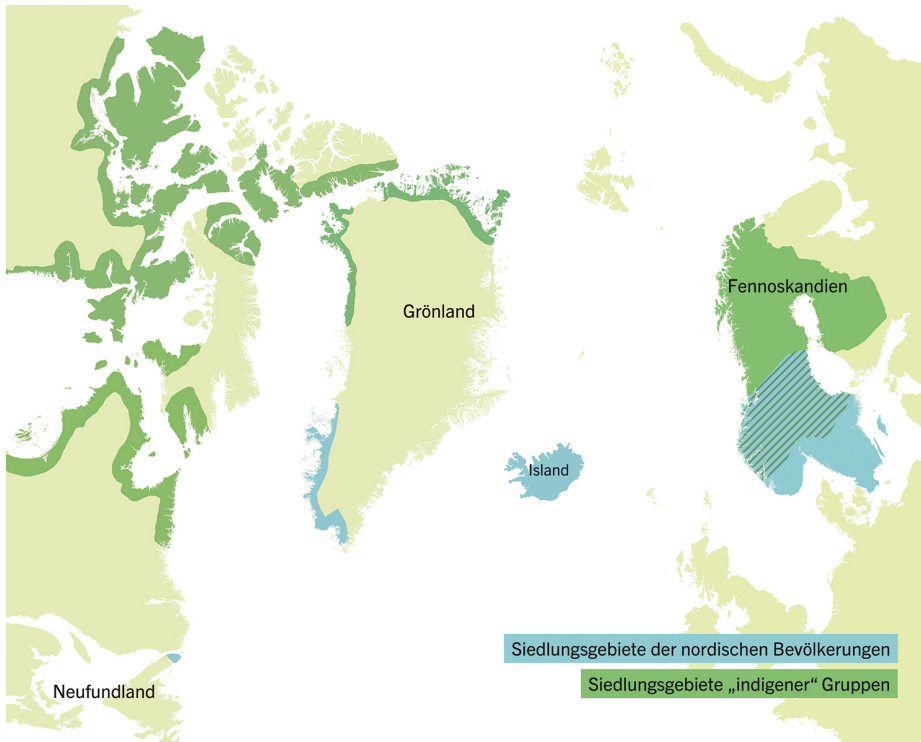 Fennoskandien
Grönland
Island
Siedlungsgebiete der nordischen Bevölkerungen
Siedlungsgebiete „indigener“ Gruppen
Neufundland